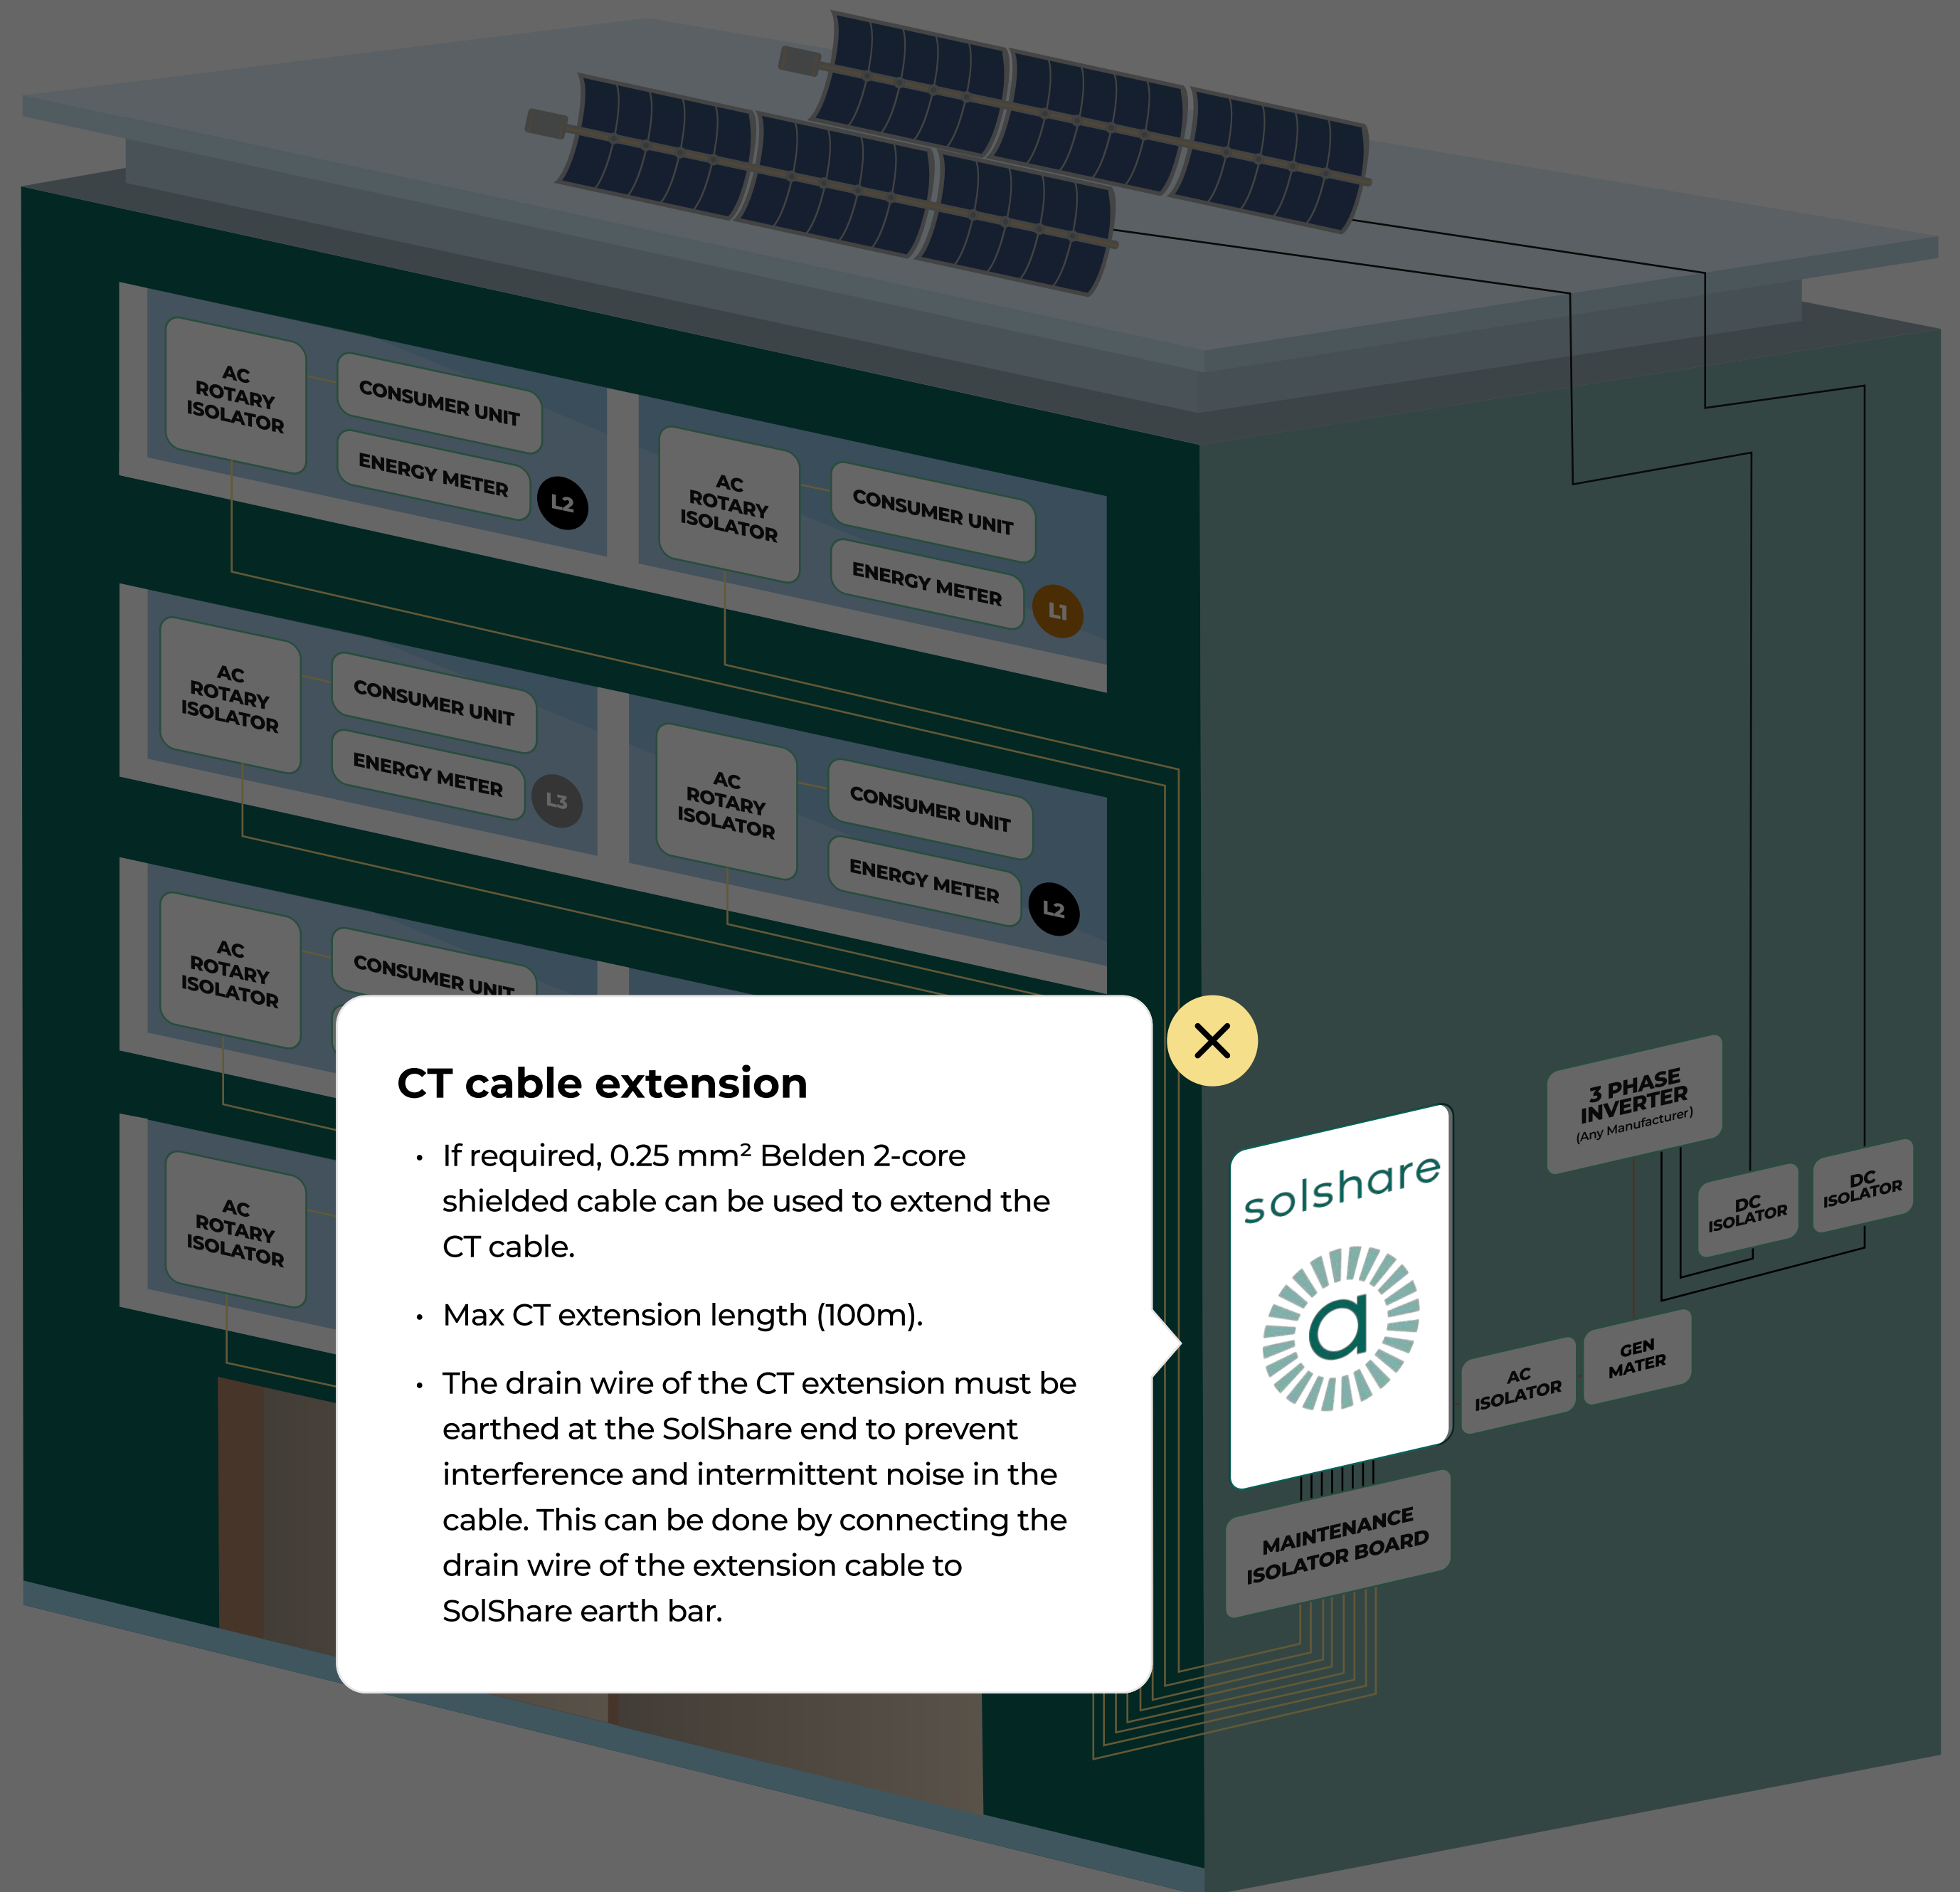 AC
ROTARY
ISOLATOR
CONSUMER UNIT
ENERGY METER
L2
AC
ROTARY
ISOLATOR
CONSUMER UNIT
ENERGY METER
L1
AC
ROTARY
ISOLATOR
CONSUMER UNIT
ENERGY METER
L3
AC
ROTARY
ISOLATOR
CONSUMER UNIT
ENERGY METER
L2
AC
ROTARY
ISOLATOR
CONSUMER UNIT
AC
ROTARY
ISOLATOR
CT cable extension
• If required, 0.25 mm² Belden 2-core
shielded cable can be used to extend the
CT cable.
• Max CT extension length (100m).
• The drain wire of the CT extension must be
earthed at the SolShare end to prevent
interference and intermittent noise in the
cable. This can be done by connecting the
drain wire of the extension cable to
SolShare earth bar.
solshare
a
3 PHASE
INVERTER
(Any Manufacturer)
DC
ISOLATOR
DC
ISOLATOR
AC
ISOLATOR
GEN
MATER
MAINTENANCE
ISOLATOR BOARD